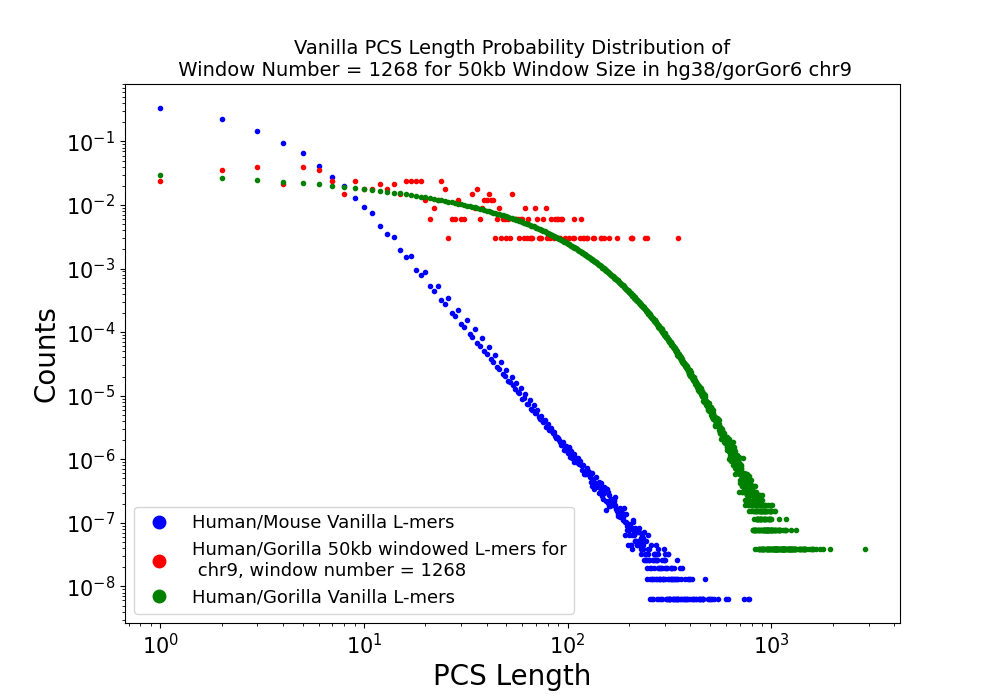 Vanilla PCS Length Probability Distribution of
Window Number = 1268 for 50kb Window Size in hg38/gorGor6 chr9
Counts
10^-1
10^-2
10^-3
10^-4
10^-5
10^-6
10^-7
10^-8
Human/Mouse Vanilla L-mers
Human/Gorilla 50kb windowed L-mers for
chr9, window number = 1268
Human/Gorilla Vanilla L-mers
10^0 10^1 10^2 10^3
PCS Length